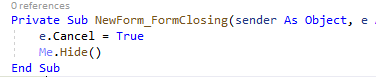 0 references
Private Sub NewForm_FormClosing(sender As Object, e
e.Cancel = True
Me.Hide()
End Sub